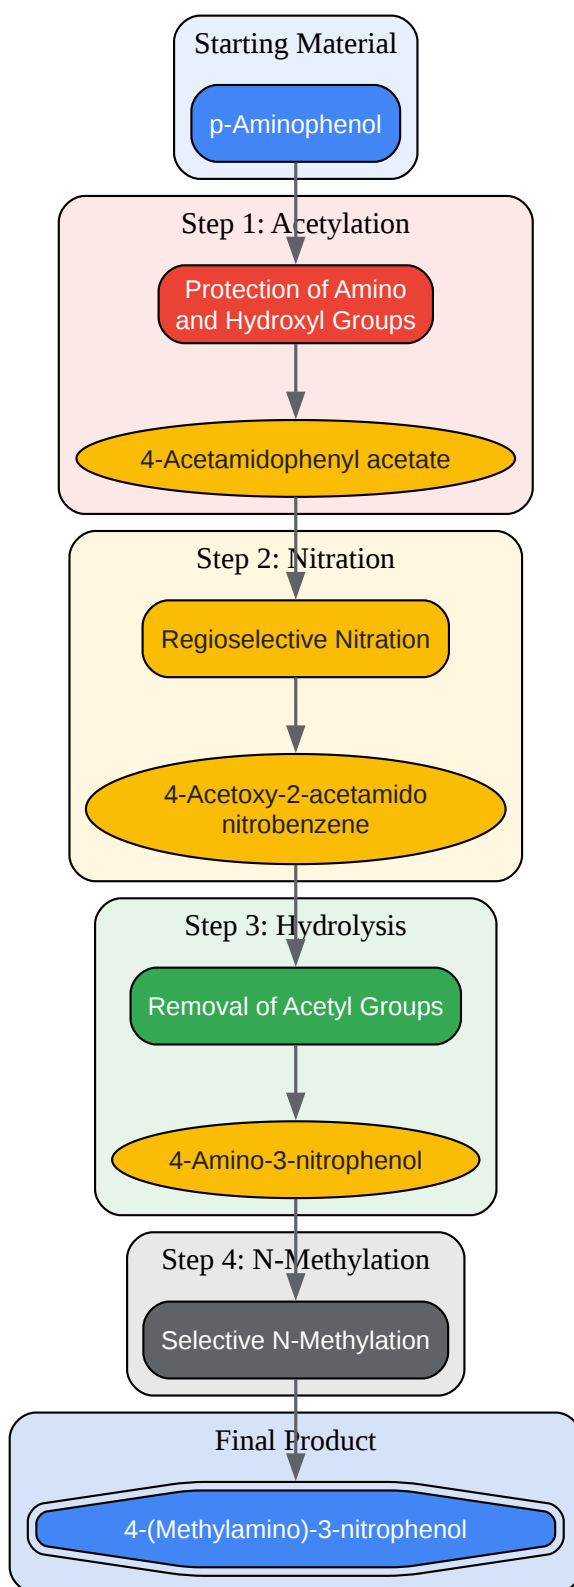 Starting Material
p-Aminophenol
Step 1: Acetylation
Protection of Amino
and Hydroxyl Groups
4-Acetamidophenyl acetate
Step 2: Nitration
Regioselective Nitration
4-Acetoxy-2-acetamido
nitrobenzene
Step 3: Hydrolysis
Removal of Acetyl Groups
4-Amino-3-nitrophenol
Step 4: N-Methylation
Selective N-Methylation
Final Product
4-(Methylamino)-3-nitrophenol